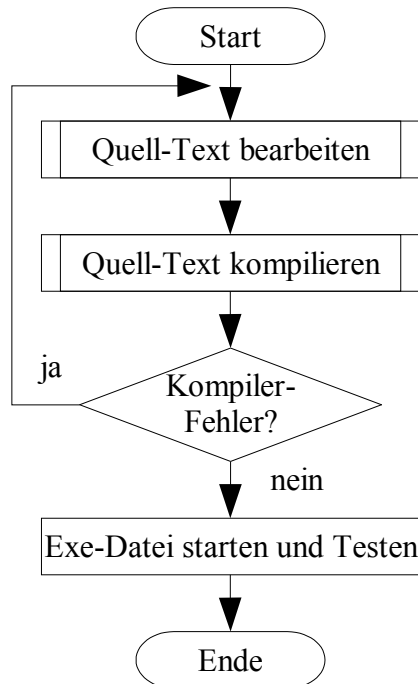 Start
Quell-Text bearbeiten
Quell-Text kompilieren
ja
Kompiler-
Fehler?
nein
Exe-Datei starten und Testen
Ende